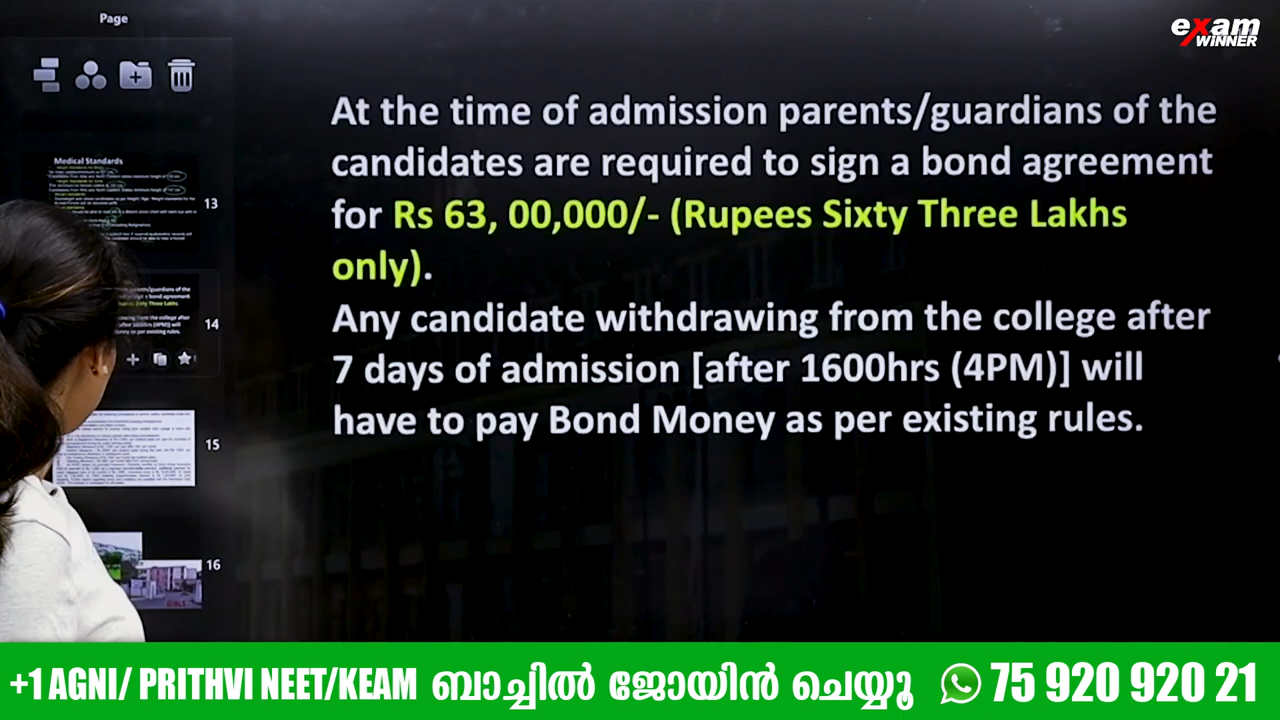 Page
exam
WINNER
At the time of admission parents/guardians of the
candidates are required to sign a bond agreement
for Rs 63, 00,000/- (Rupees Sixty Three Lakhs
only).
Any candidate withdrawing from the college after
7 days of admission [after 1600hrs (4PM)] will
have to pay Bond Money as per existing rules.
Medical Standards
13
14
15
16
GIRLS
+1 AGNI/ PRITHVI NEET/KEAM ബാച്ചിൽ ജോയിൻ ചെയ്യൂ 75 920 920 21